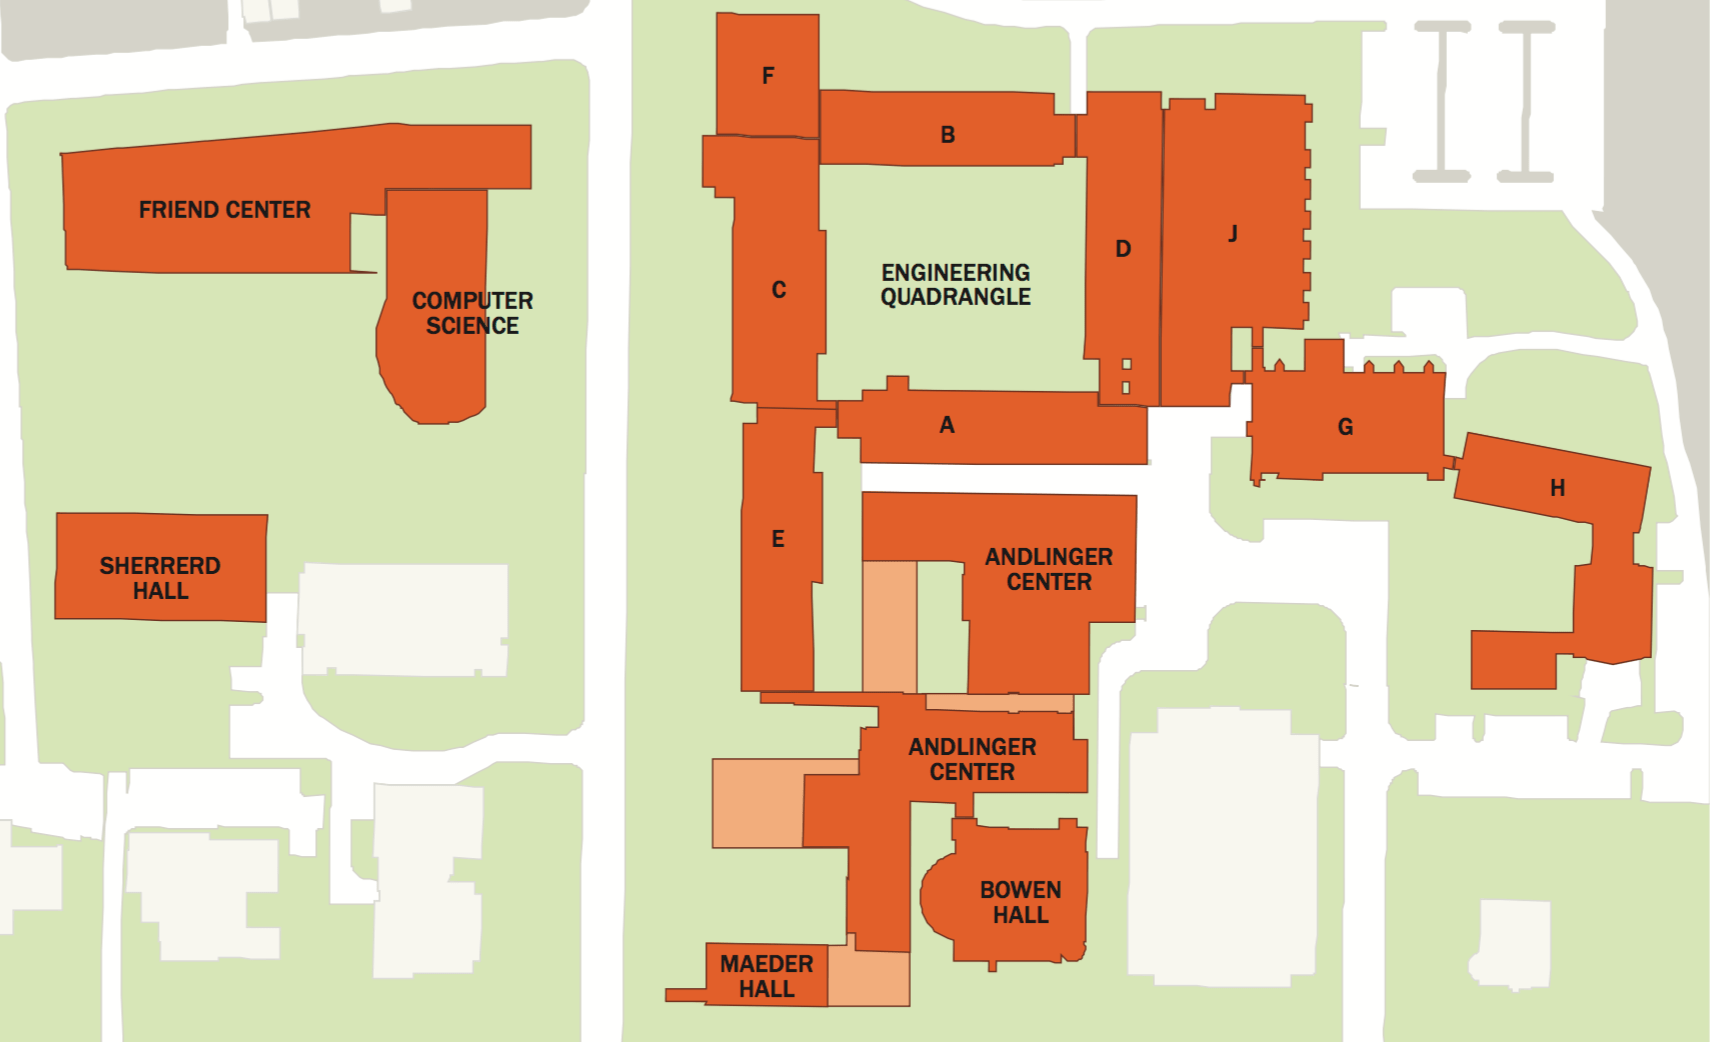 F
B
FRIEND CENTER
D
J
C
ENGINEERING
QUADRANGLE
COMPUTER
SCIENCE
A
G
H
E
SHERRERD
HALL
ANDLINGER
CENTER
ANDLINGER
CENTER
BOWEN
HALL
MAEDER
HALL